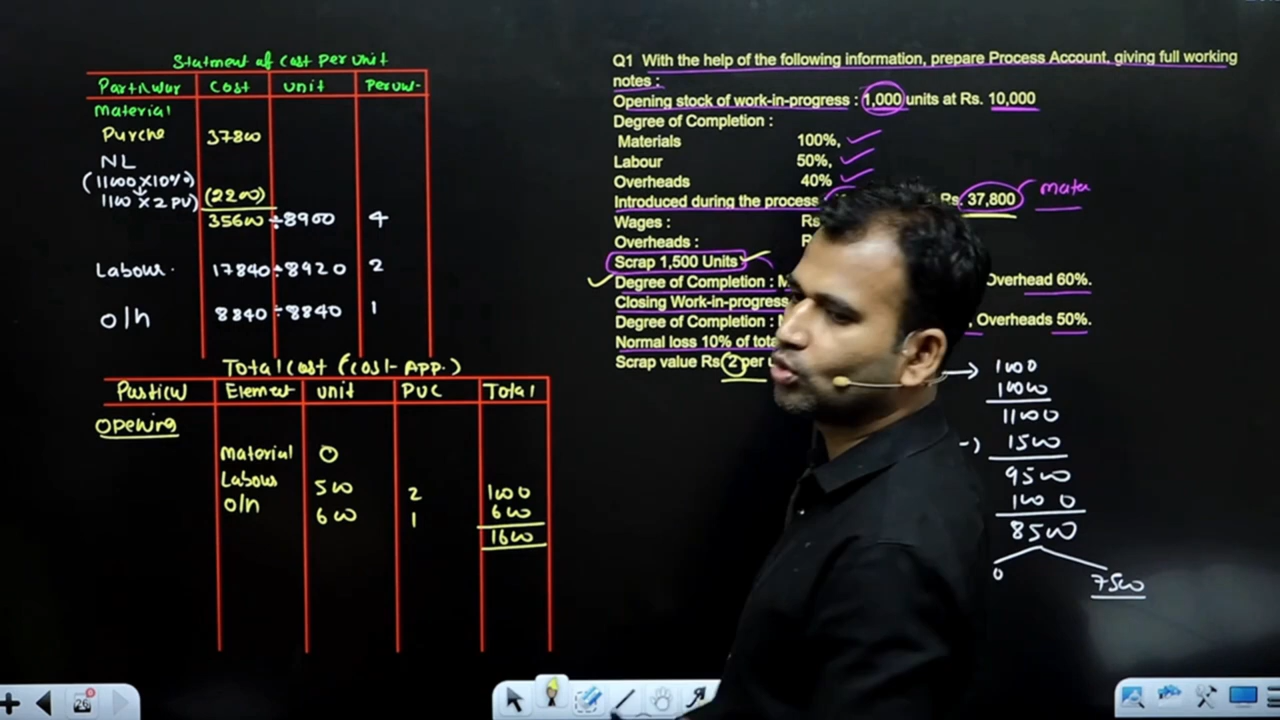 Statment of Cost Per Unit
Particular Cost unit Perunit
Material
Purche 37800
NL
(11000x10%)
1100 x 2 PU) (2200)
35600 ÷8900 4
Labour. 17840 ÷8920 2
o/h 8840 ÷8840 1
Total Cost (Cost- App.)
Particul Element unit PUC Total
Opening
Material 0
Labour 500 2 1000
o/h 600 1 600
1600
Q1 With the help of the following information, prepare Process Account, giving full working
notes :
Opening stock of work-in-progress : 1,000 units at Rs. 10,000
Degree of Completion :
Materials 100%,
Labour 50%,
Overheads 40%
Introduced during the process Rs. 37,800 mate
Wages : Rs
Overheads : R
Scrap 1,500 Units
Degree of Completion : M Overhead 60%.
Closing Work-in-progress
Degree of Completion : , Overheads 50%.
Normal loss 10% of tota
Scrap value Rs 2 per
1000
10000
11000
-) 1500
9500
1000
8500
7500
26